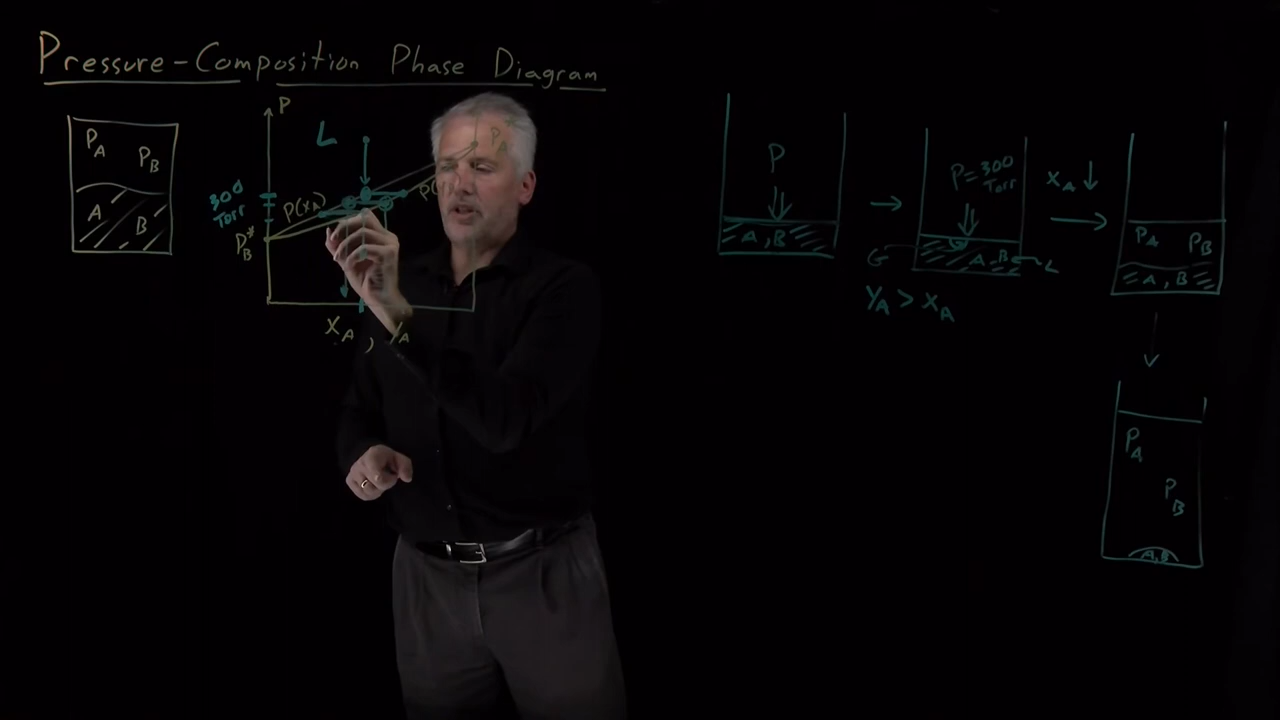 Pressure-Composition Phase Diagram
P_A
P_B
A
B
P
L
300
Torr
P(x_A)
P(
P_A*
P_B*
x_A , y_A
P
A, B
P = 300
Torr
G
A, B
L
y_A > x_A
x_A ↓
P_A
P_B
A, B
P_A
P_B
A, B